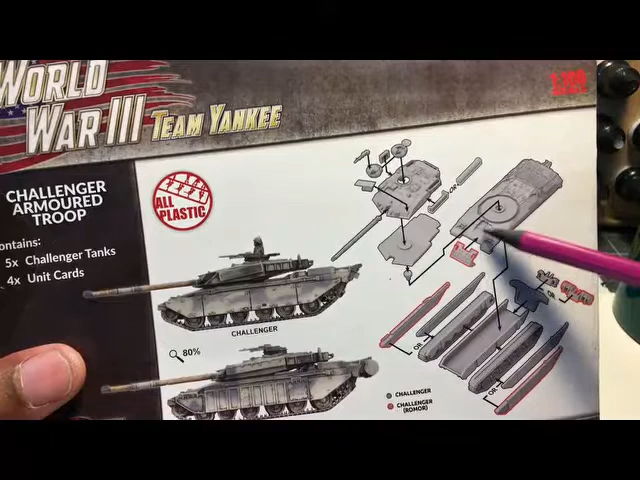 WORLD
WAR III TEAM YANKEE
CHALLENGER
ARMOURED
TROOP
ontains:
5x Challenger Tanks
4x Unit Cards
ALL
PLASTIC
CHALLENGER
80%
OR
OR
OR
OR
CHALLENGER
CHALLENGER
(ROMOR)